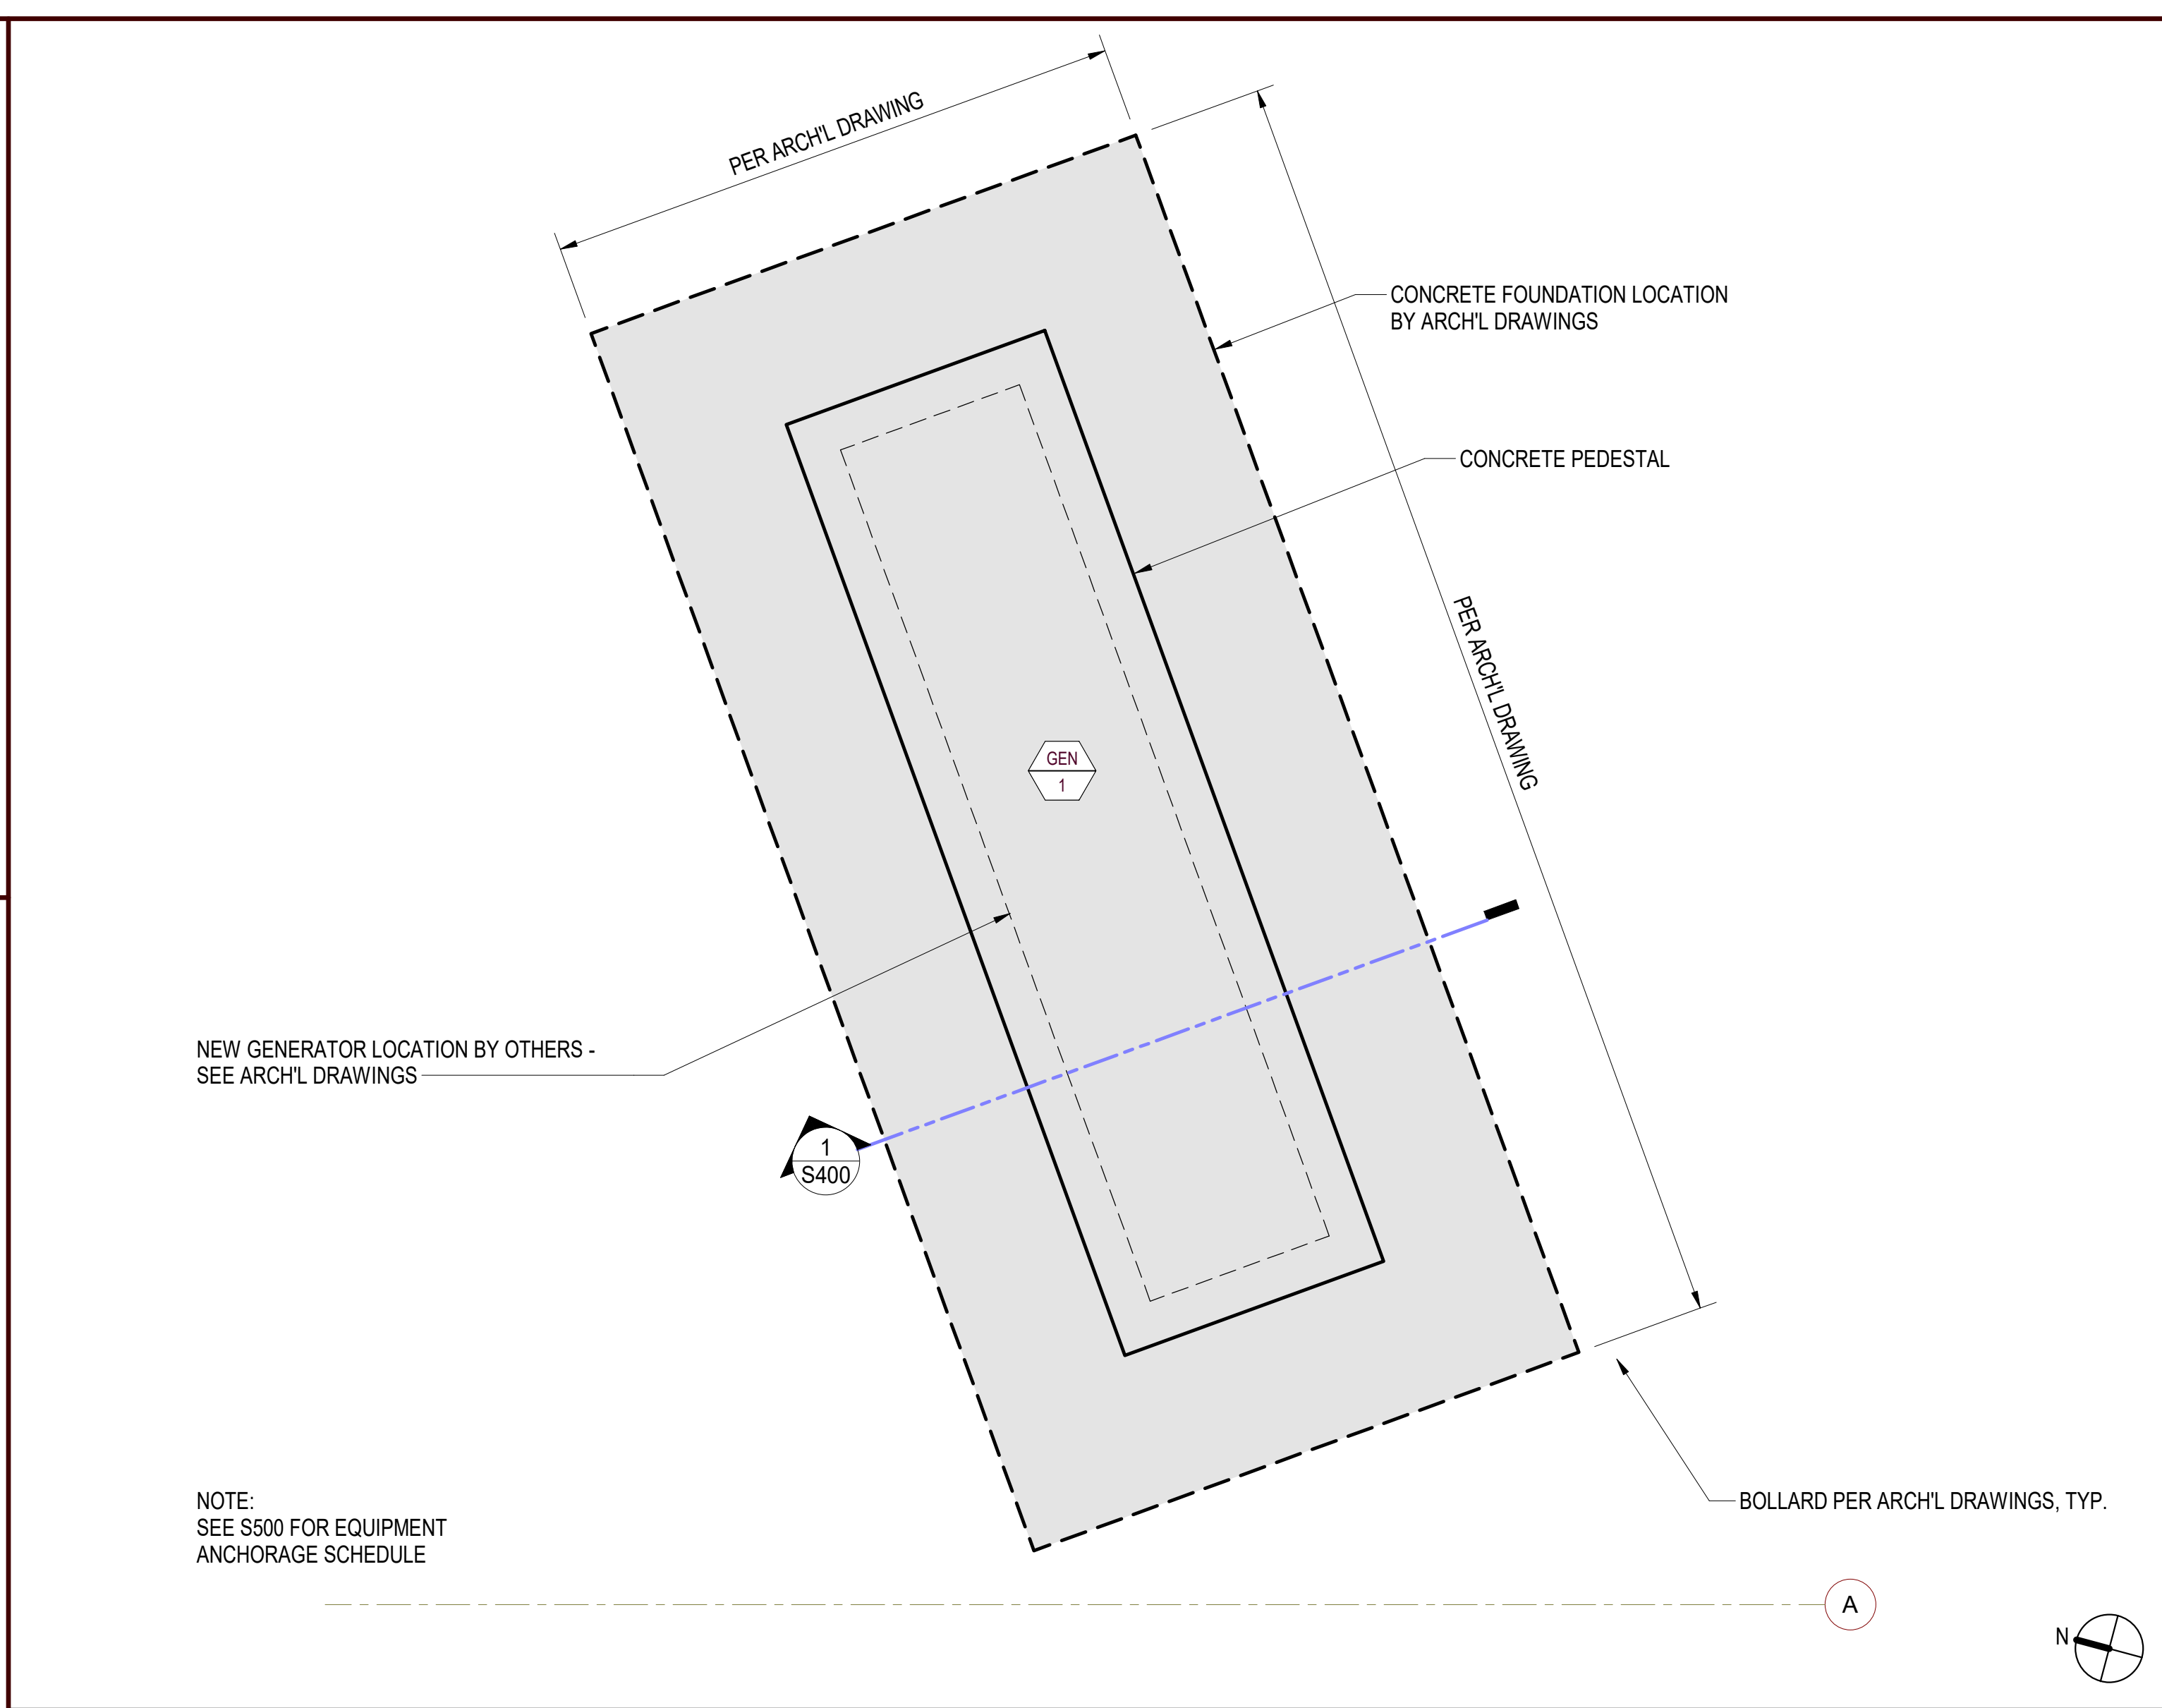 PER ARCH'L DRAWING
CONCRETE FOUNDATION LOCATION
BY ARCH'L DRAWINGS
CONCRETE PEDESTAL
PER ARCH'L DRAWING
GEN
1
NEW GENERATOR LOCATION BY OTHERS -
SEE ARCH'L DRAWINGS
1
S400
NOTE:
SEE S500 FOR EQUIPMENT
ANCHORAGE SCHEDULE
BOLLARD PER ARCH'L DRAWINGS, TYP.
A
N